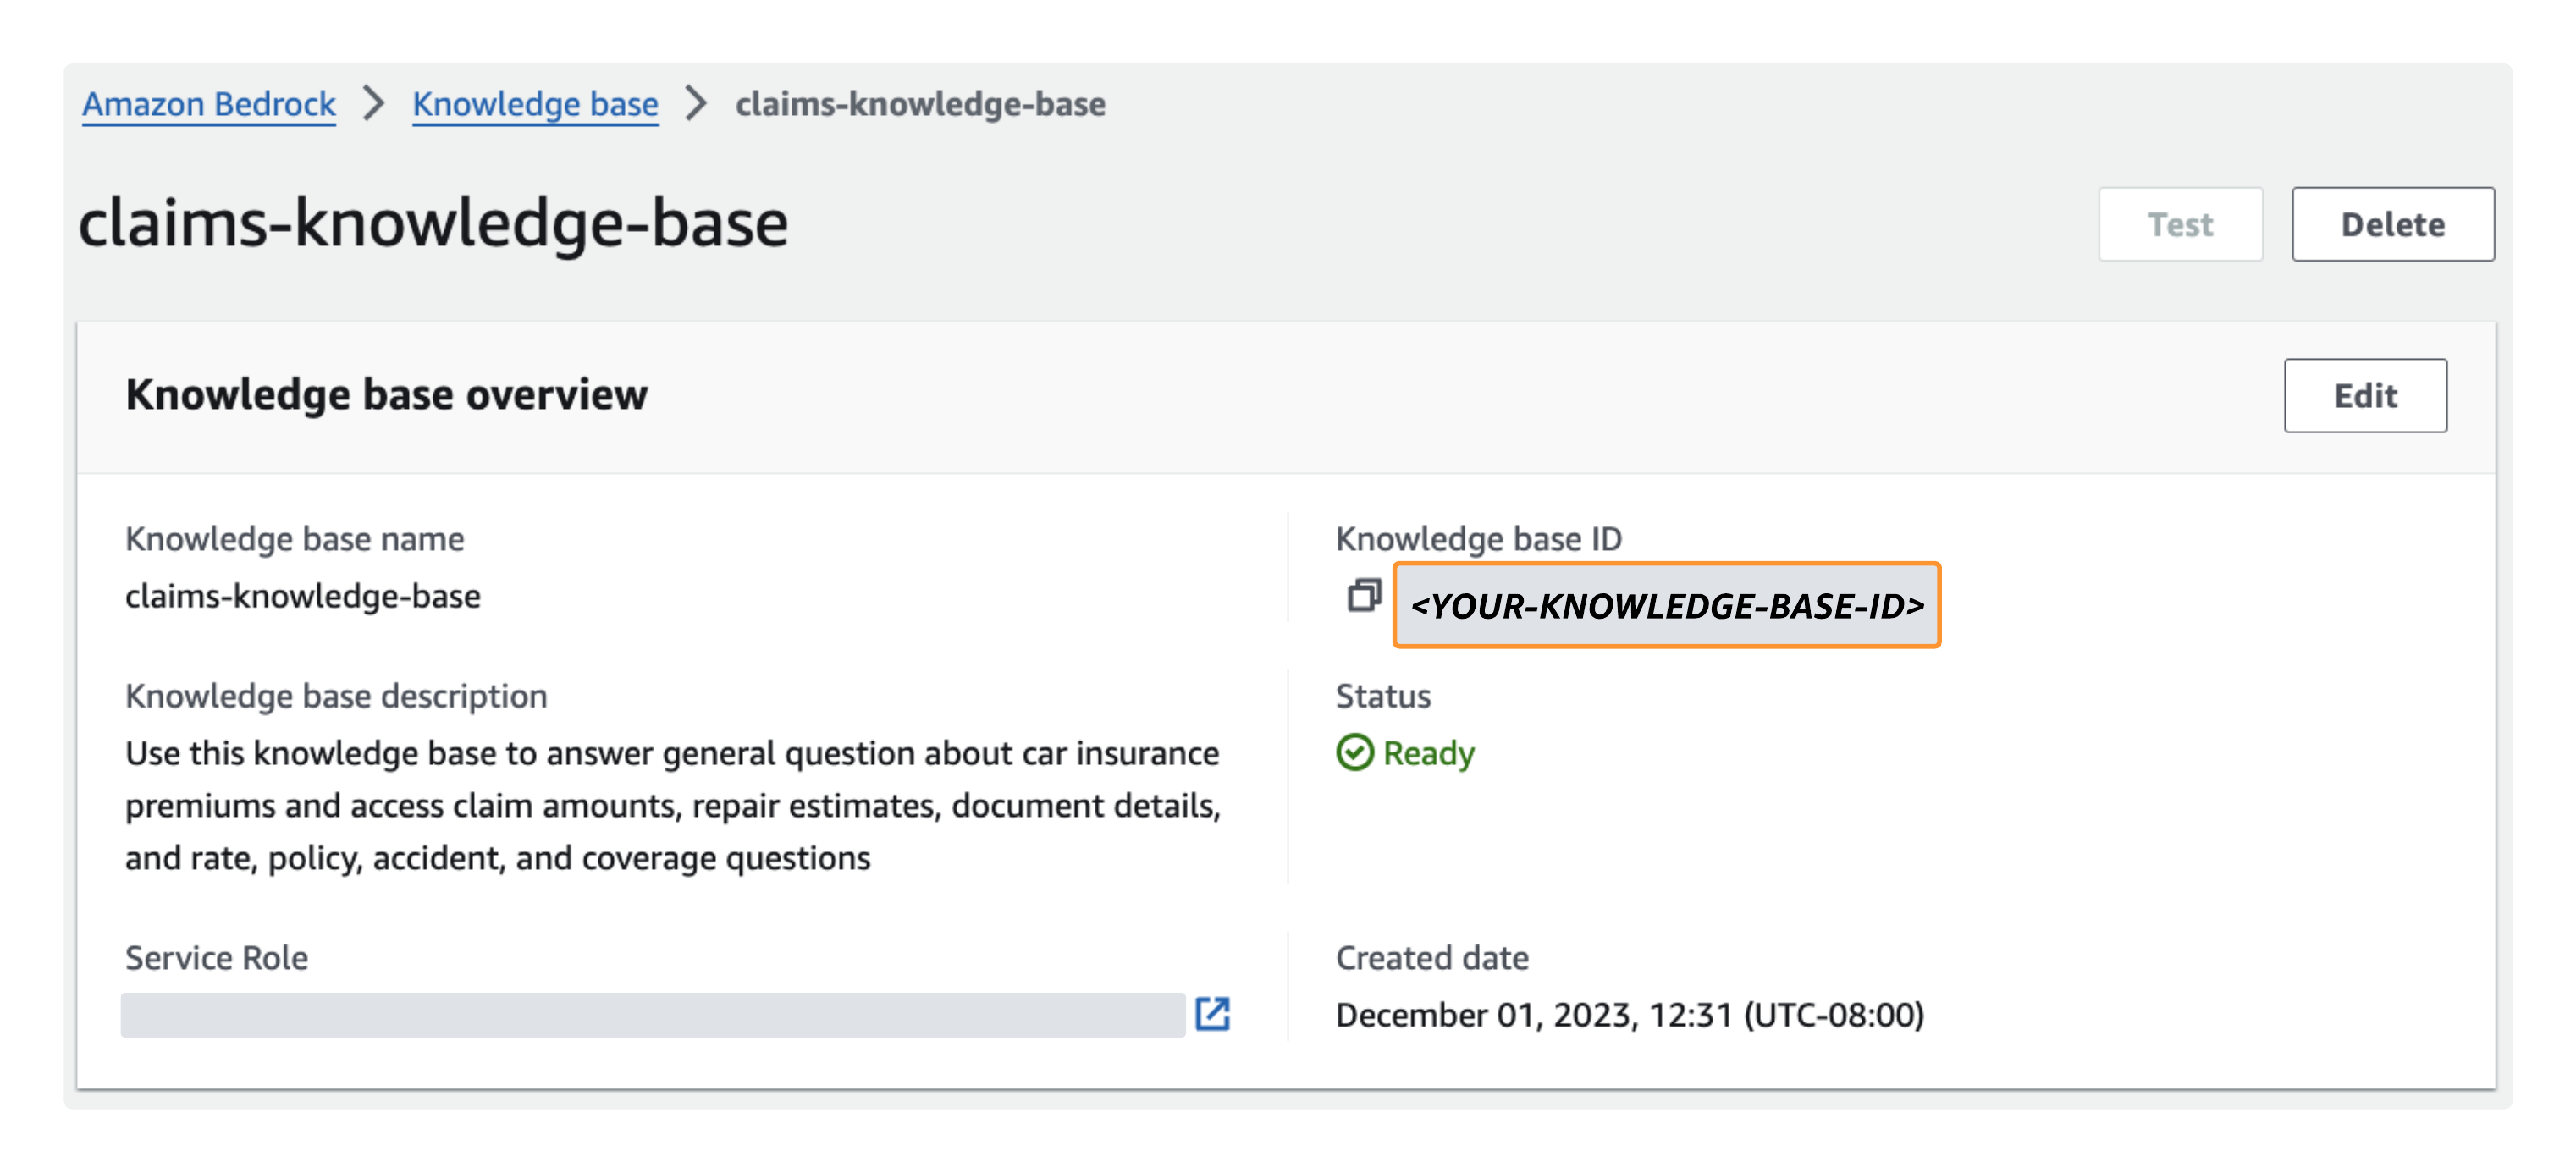 Amazon Bedrock > Knowledge base > claims-knowledge-base
claims-knowledge-base
Test
Delete
Knowledge base overview
Edit
Knowledge base name
claims-knowledge-base
Knowledge base ID
<YOUR-KNOWLEDGE-BASE-ID>
Knowledge base description
Use this knowledge base to answer general question about car insurance
premiums and access claim amounts, repair estimates, document details,
and rate, policy, accident, and coverage questions
Status
Ready
Service Role
Created date
December 01, 2023, 12:31 (UTC-08:00)